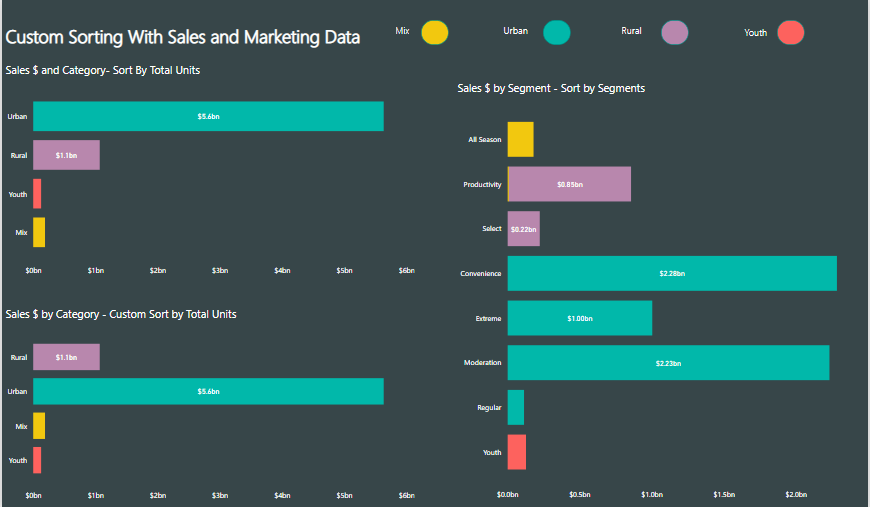 Custom Sorting With Sales and Marketing Data
Mix
Urban
Rural
Youth
Sales $ and Category- Sort By Total Units
Urban
$5.6bn
Rural
$1.1bn
Youth
Mix
$0bn $1bn $2bn $3bn $4bn $5bn $6bn
Sales $ by Category - Custom Sort by Total Units
Rural
$1.1bn
Urban
$5.6bn
Mix
Youth
$0bn $1bn $2bn $3bn $4bn $5bn $6bn
Sales $ by Segment - Sort by Segments
All Season
Productivity
$0.85bn
Select
$0.22bn
Convenience
$2.28bn
Extreme
$1.00bn
Moderation
$2.23bn
Regular
Youth
$0.0bn $0.5bn $1.0bn $1.5bn $2.0bn